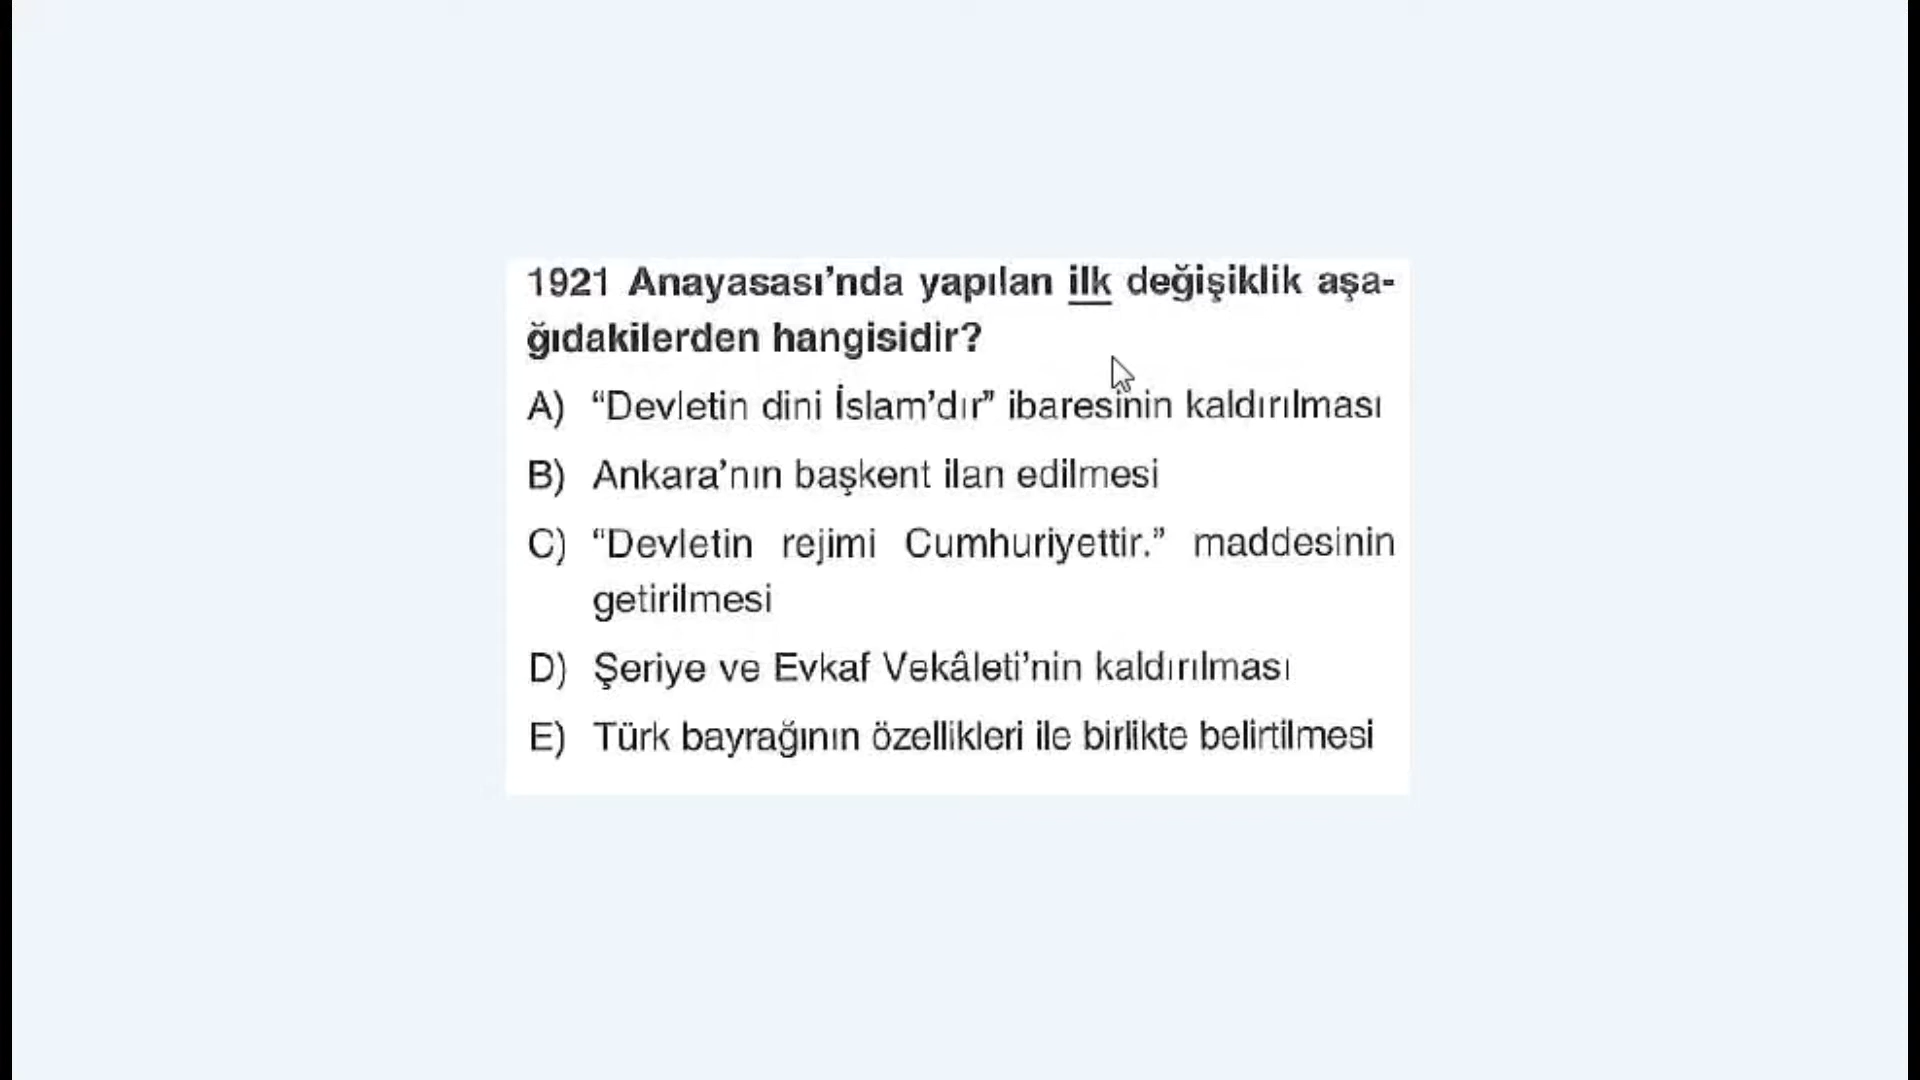 1921 Anayasası’nda yapılan ilk değişiklik aşa-
ğıdakilerden hangisidir?
A) “Devletin dini İslam’dır” ibaresinin kaldırılması
B) Ankara’nın başkent ilan edilmesi
C) “Devletin rejimi Cumhuriyettir.” maddesinin
getirilmesi
D) Şeriye ve Evkaf Vekâleti’nin kaldırılması
E) Türk bayrağının özellikleri ile birlikte belirtilmesi